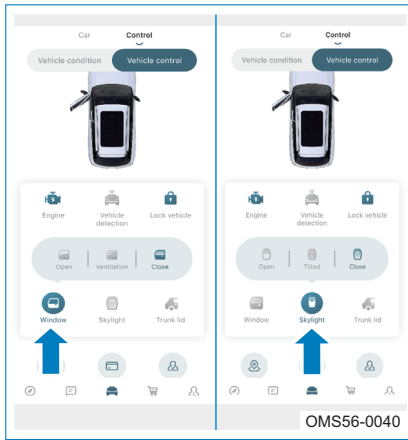 Car Control
Vehicle condition Vehicle control
Engine Vehicle detection Lock vehicle
Open Ventilation Close
Window Skylight Trunk lid
Car Control
Vehicle condition Vehicle control
Engine Vehicle detection Lock vehicle
Open Tilted Close
Window Skylight Trunk lid
OMS56-0040